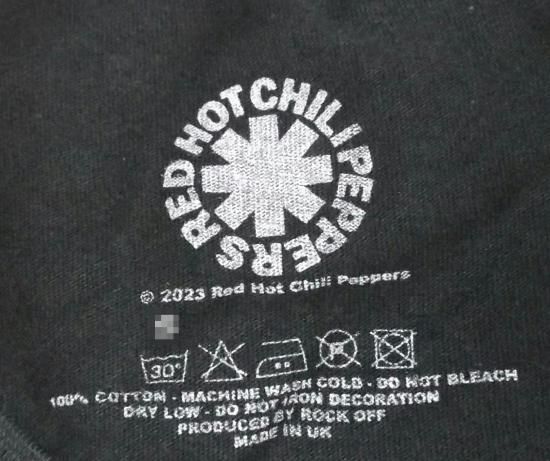 RED HOT CHILI PEPPERS
© 2023 Red Hot Chili Peppers
30°
100% COTTON - MACHINE WASH COLD - DO NOT BLEACH
DRY LOW - DO NOT IRON DECORATION
PRODUCED BY ROCK OFF
MADE IN UK